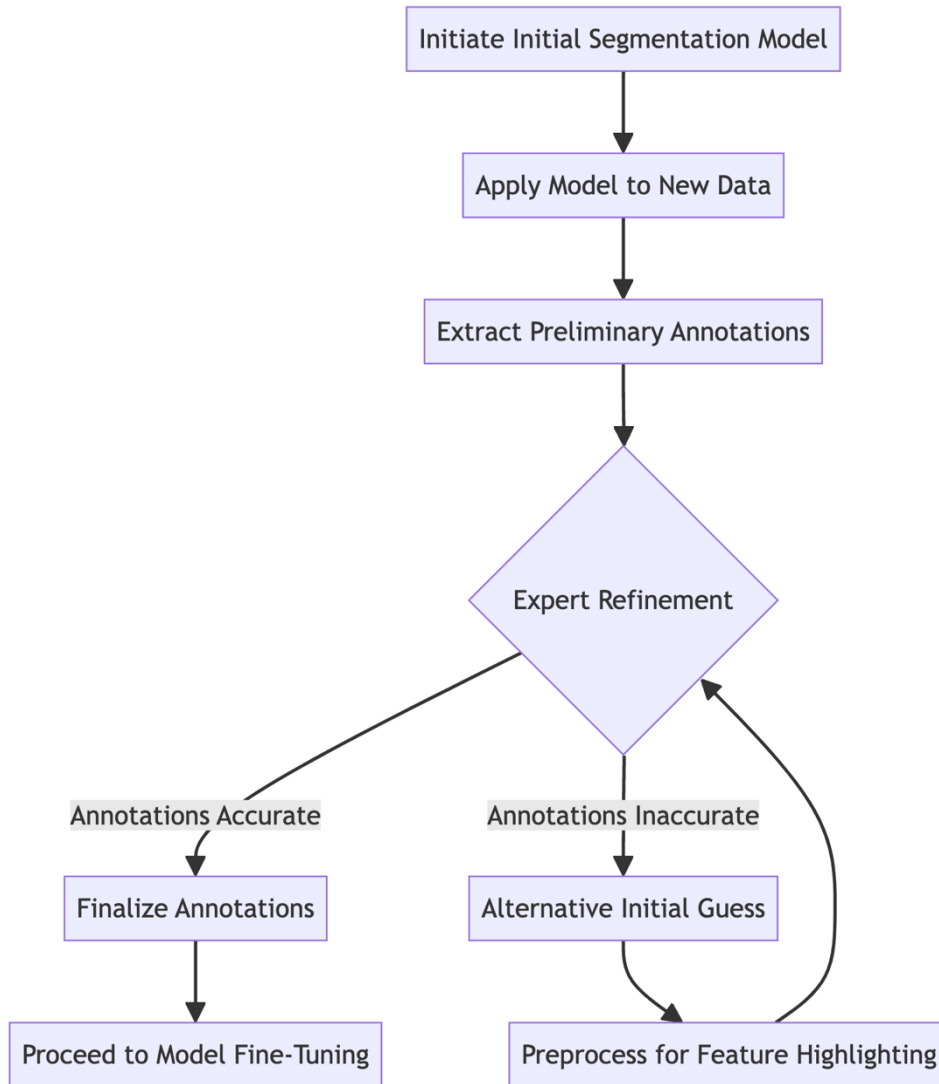 Initiate Initial Segmentation Model
Apply Model to New Data
Extract Preliminary Annotations
Expert Refinement
Annotations Accurate
Annotations Inaccurate
Finalize Annotations
Alternative Initial Guess
Proceed to Model Fine-Tuning
Preprocess for Feature Highlighting